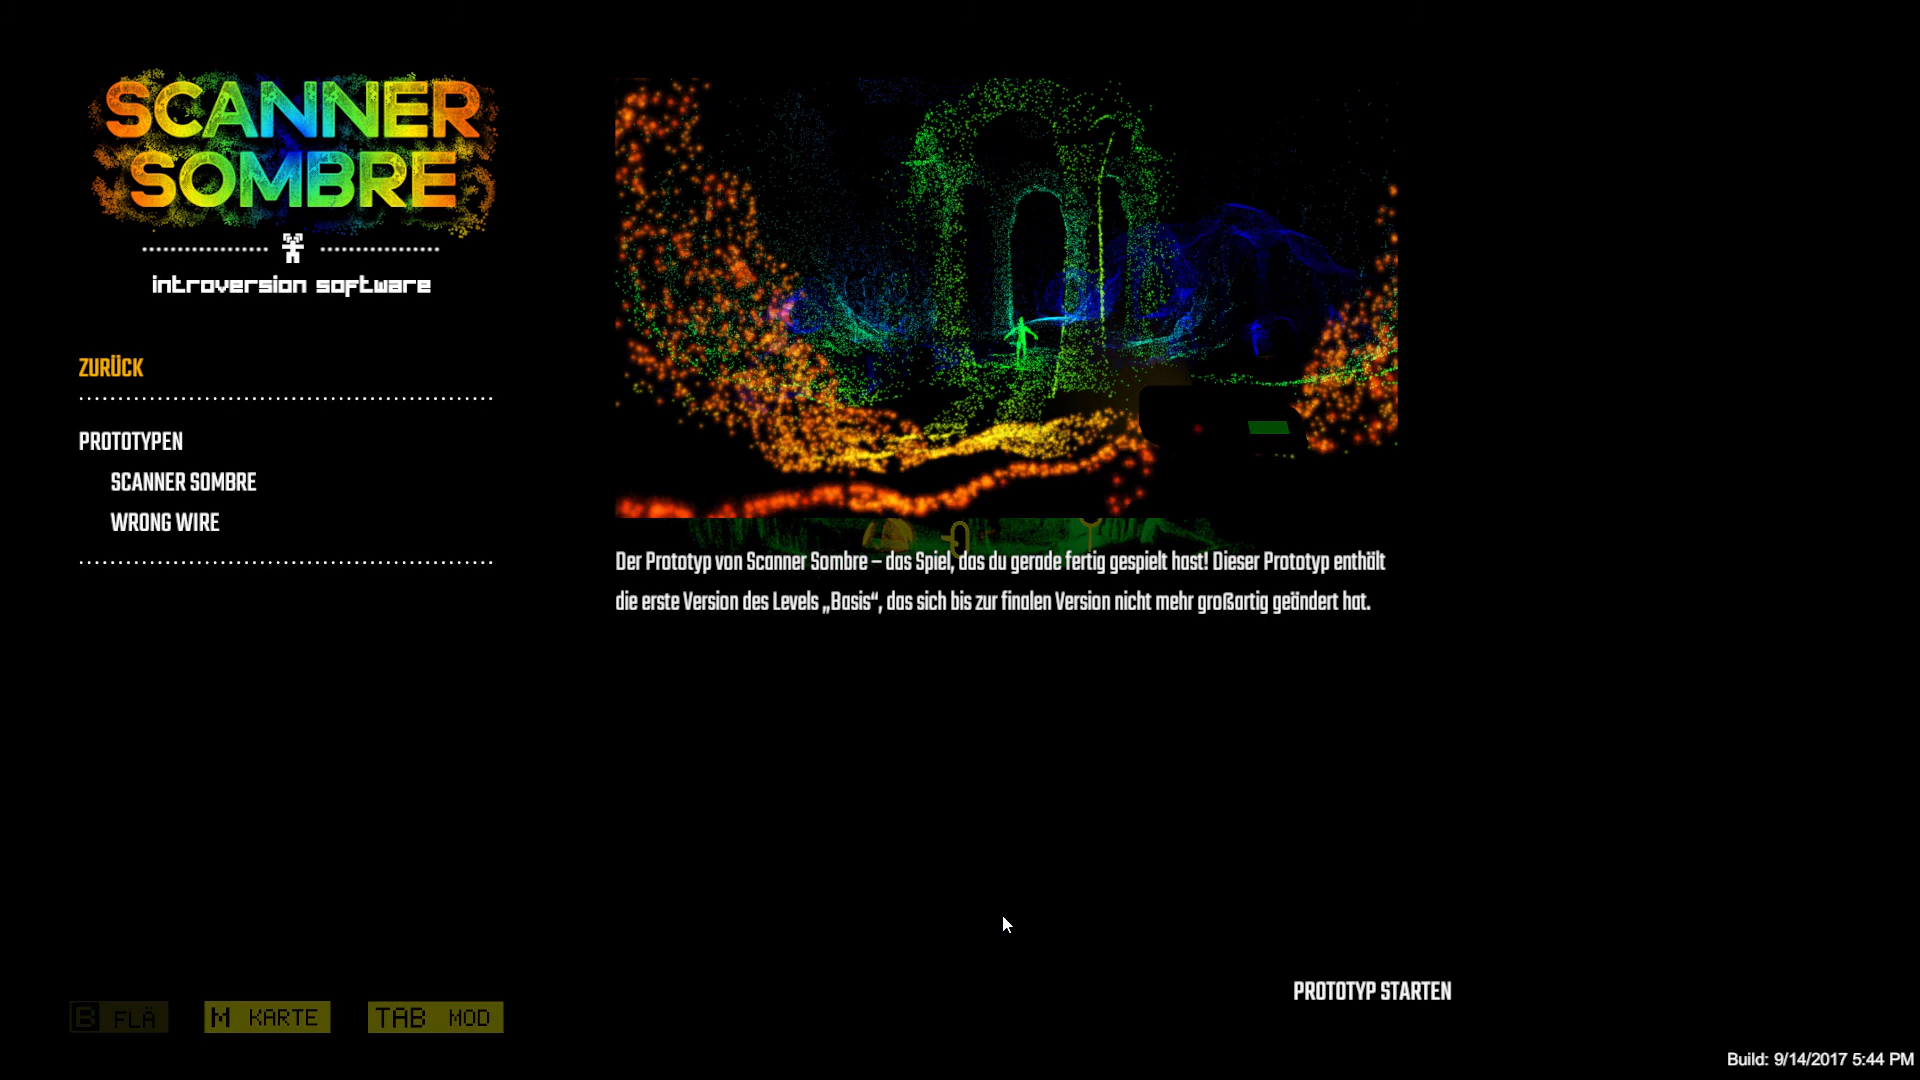 SCANNER
SOMBRE
introversion software
ZURÜCK
PROTOTYPEN
SCANNER SOMBRE
WRONG WIRE
Der Prototyp von Scanner Sombre – das Spiel, das du gerade fertig gespielt hast! Dieser Prototyp enthält
die erste Version des Levels „Basis“, das sich bis zur finalen Version nicht mehr großartig geändert hat.
PROTOTYP STARTEN
B FLÄ
M KARTE
TAB MOD
Build: 9/14/2017 5:44 PM